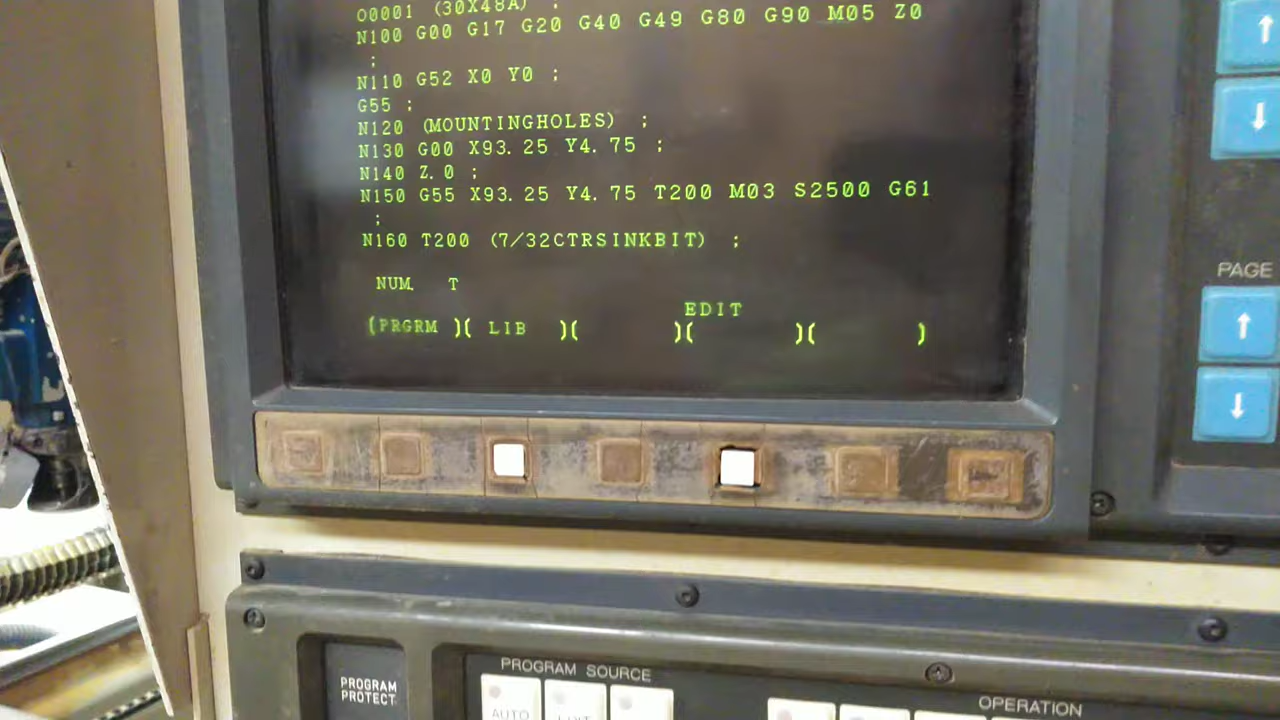 O0001 (30X48A) ;
N100 G00 G17 G20 G40 G49 G80 G90 M05 Z0
;
N110 G52 X0 Y0 ;
G55 ;
N120 (MOUNTINGHOLES) ;
N130 G00 X93.25 Y4.75 ;
N140 Z.0 ;
N150 G55 X93.25 Y4.75 T200 M03 S2500 G61
;
N160 T200 (7/32CTRSINKBIT) ;
NUM. T
EDIT
(PRGRM )( LIB )( )( )( )
PAGE
PROGRAM SOURCE
PROGRAM
PROTECT
AUTO
EDIT
OPERATION